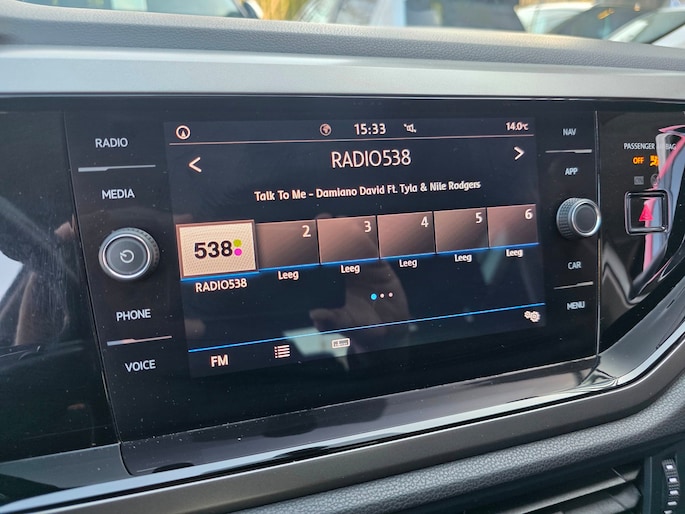 RADIO
MEDIA
PHONE
VOICE
15:33
14.0°C
RADIO538
Talk To Me - Damiano David Ft. Tyla & Nile Rodgers
538
2
3
4
5
6
RADIO538
Leeg
Leeg
Leeg
Leeg
Leeg
FM
NAV
APP
CAR
MENU
PASSENGER AIRBAG
OFF